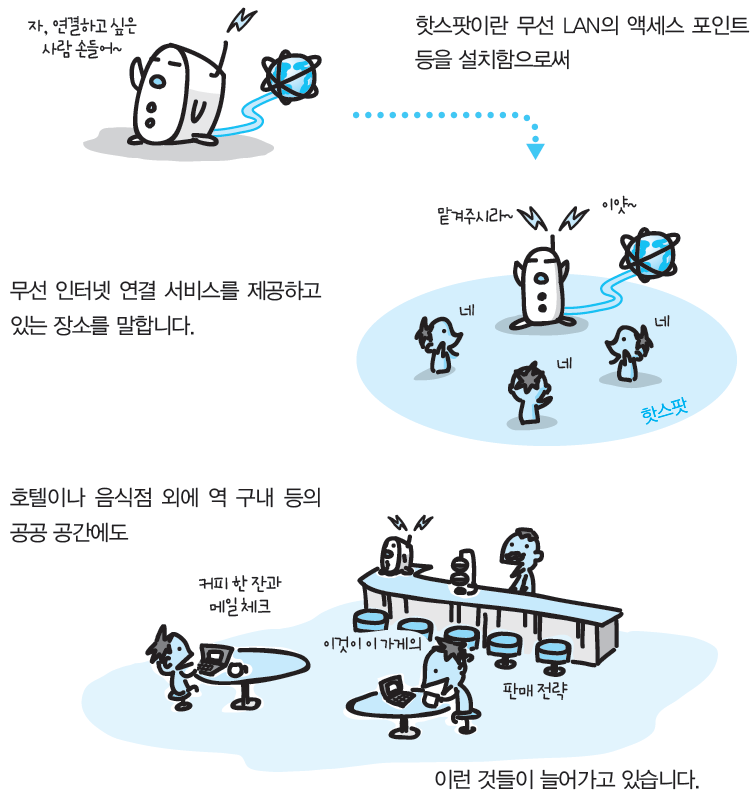 자, 연결하고 싶은
사람 손들어~
핫스팟이란 무선 LAN의 액세스 포인트
등을 설치함으로써
맡겨주시라~
이얏~
무선 인터넷 연결 서비스를 제공하고
있는 장소를 말합니다.
네
네
네
핫스팟
호텔이나 음식점 외에 역 구내 등의
공공 공간에도
커피 한 잔과
메일 체크
이것이 이 가게의
판매 전략
이런 것들이 늘어가고 있습니다.